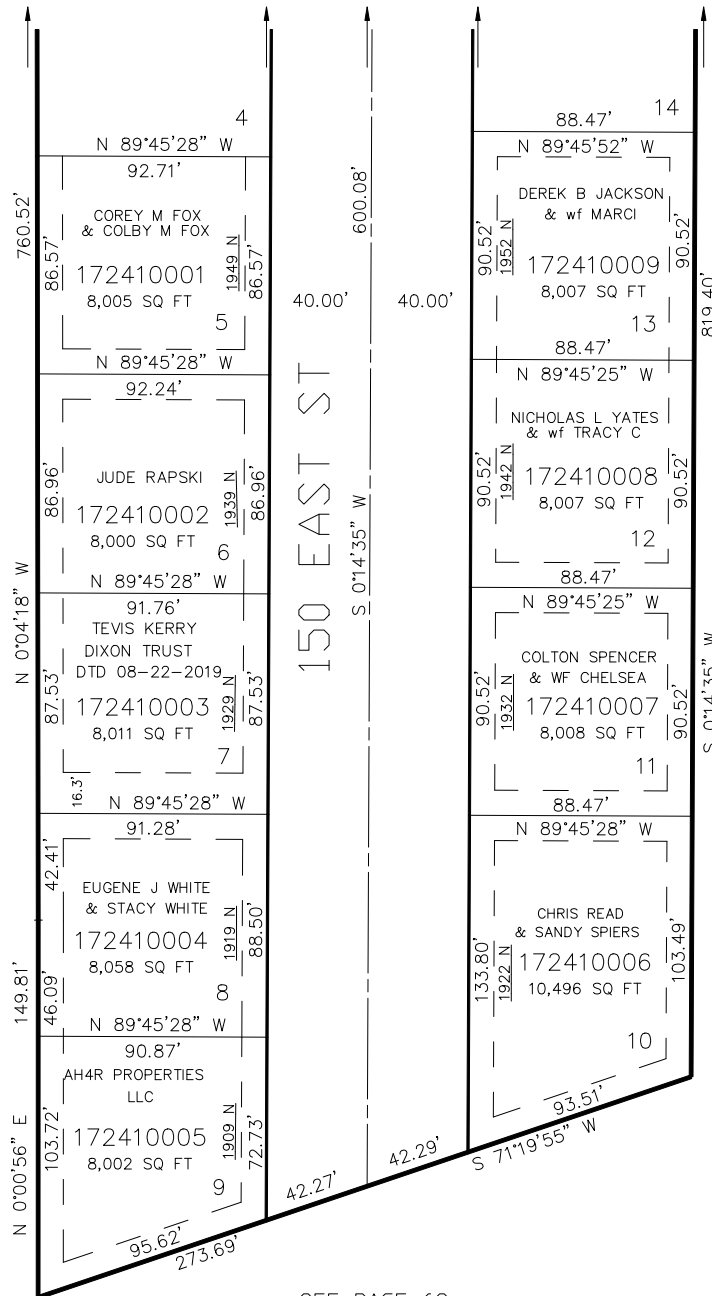 4
N 89°45'28" W
92.71'
760.52'
COREY M FOX
& COLBY M FOX
86.57'
172410001
1949 N
86.57'
8,005 SQ FT
5
N 89°45'28" W
92.24'
JUDE RAPSKI
86.96'
172410002
1939 N
86.96'
8,000 SQ FT
6
N 89°45'28" W
91.76'
N 0°04'18" W
TEVIS KERRY
DIXON TRUST
DTD 08-22-2019
87.53'
172410003
1929 N
87.53'
8,011 SQ FT
7
16.3'
N 89°45'28" W
91.28'
42.41'
EUGENE J WHITE
& STACY WHITE
172410004
1919 N
88.50'
8,058 SQ FT
8
149.81'
46.09'
N 89°45'28" W
90.87'
AH4R PROPERTIES
LLC
103.72'
172410005
1909 N
72.73'
8,002 SQ FT
9
N 0°00'56" E
95.62'
273.69'
600.08'
40.00'
40.00'
150 EAST ST
S 0°14'35" W
42.27'
42.29'
14
88.47'
N 89°45'52" W
DEREK B JACKSON
& wf MARCI
90.52'
1952 N
172410009
90.52'
8,007 SQ FT
13
819.40'
88.47'
N 89°45'25" W
NICHOLAS L YATES
& wf TRACY C
90.52'
1942 N
172410008
90.52'
8,007 SQ FT
12
88.47'
N 89°45'25" W
COLTON SPENCER
& WF CHELSEA
90.52'
1932 N
172410007
90.52'
8,008 SQ FT
11
S 0°14'35" W
88.47'
N 89°45'28" W
CHRIS READ
& SANDY SPIERS
133.80'
1922 N
172410006
103.49'
10,496 SQ FT
10
93.51'
S 71°19'55" W
SEE PAGE